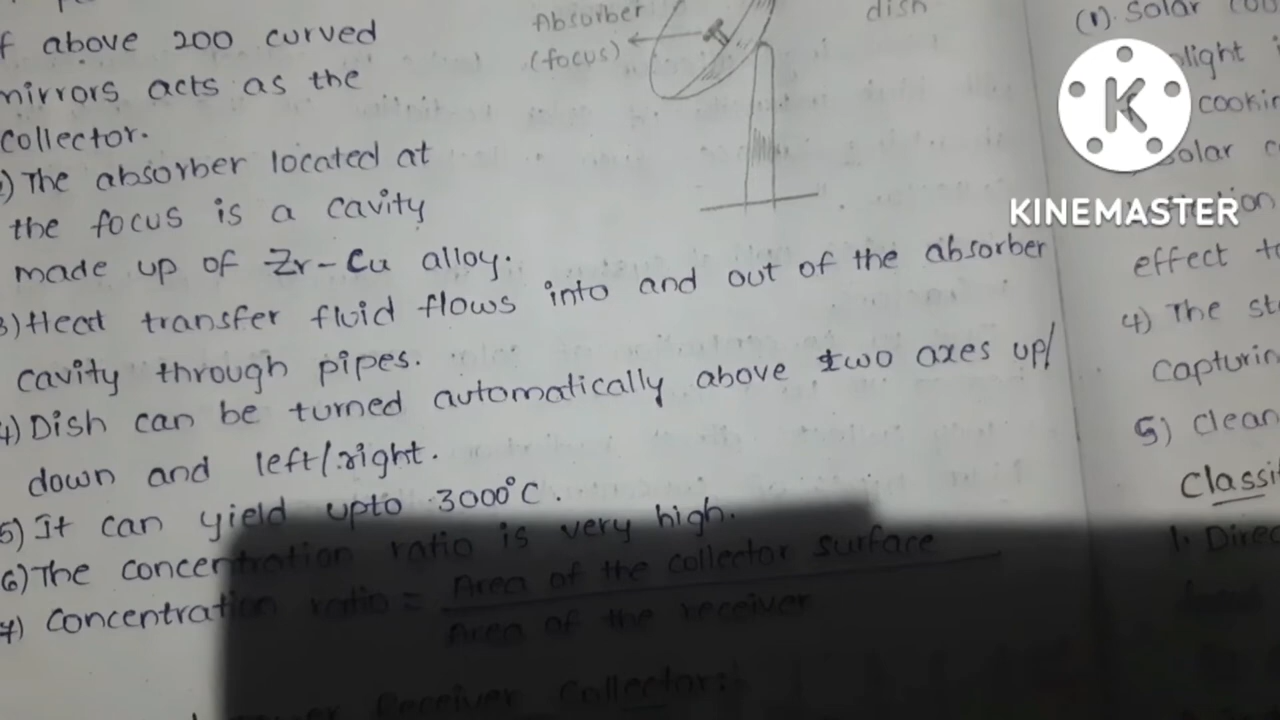 Absorber
(focus)
dish
f above 200 curved
mirrors acts as the
collector.
) The absorber located at
the focus is a cavity
made up of Zr-Cu alloy.
3) Heat transfer fluid flows into and out of the absorber
cavity through pipes.
4) Dish can be turned automatically above two axes up/
down and left/right.
5) It can yield upto 3000°C.
6) The concentration ratio is very high.
7) Concentration ratio = Area of the collector surface
Area of the receiver
Receiver Collector:
(1). Solar
light
cookin
solar c
effect to
4) The st
capturin
5) Clean
Classi
1. Direc
K
KINEMASTER